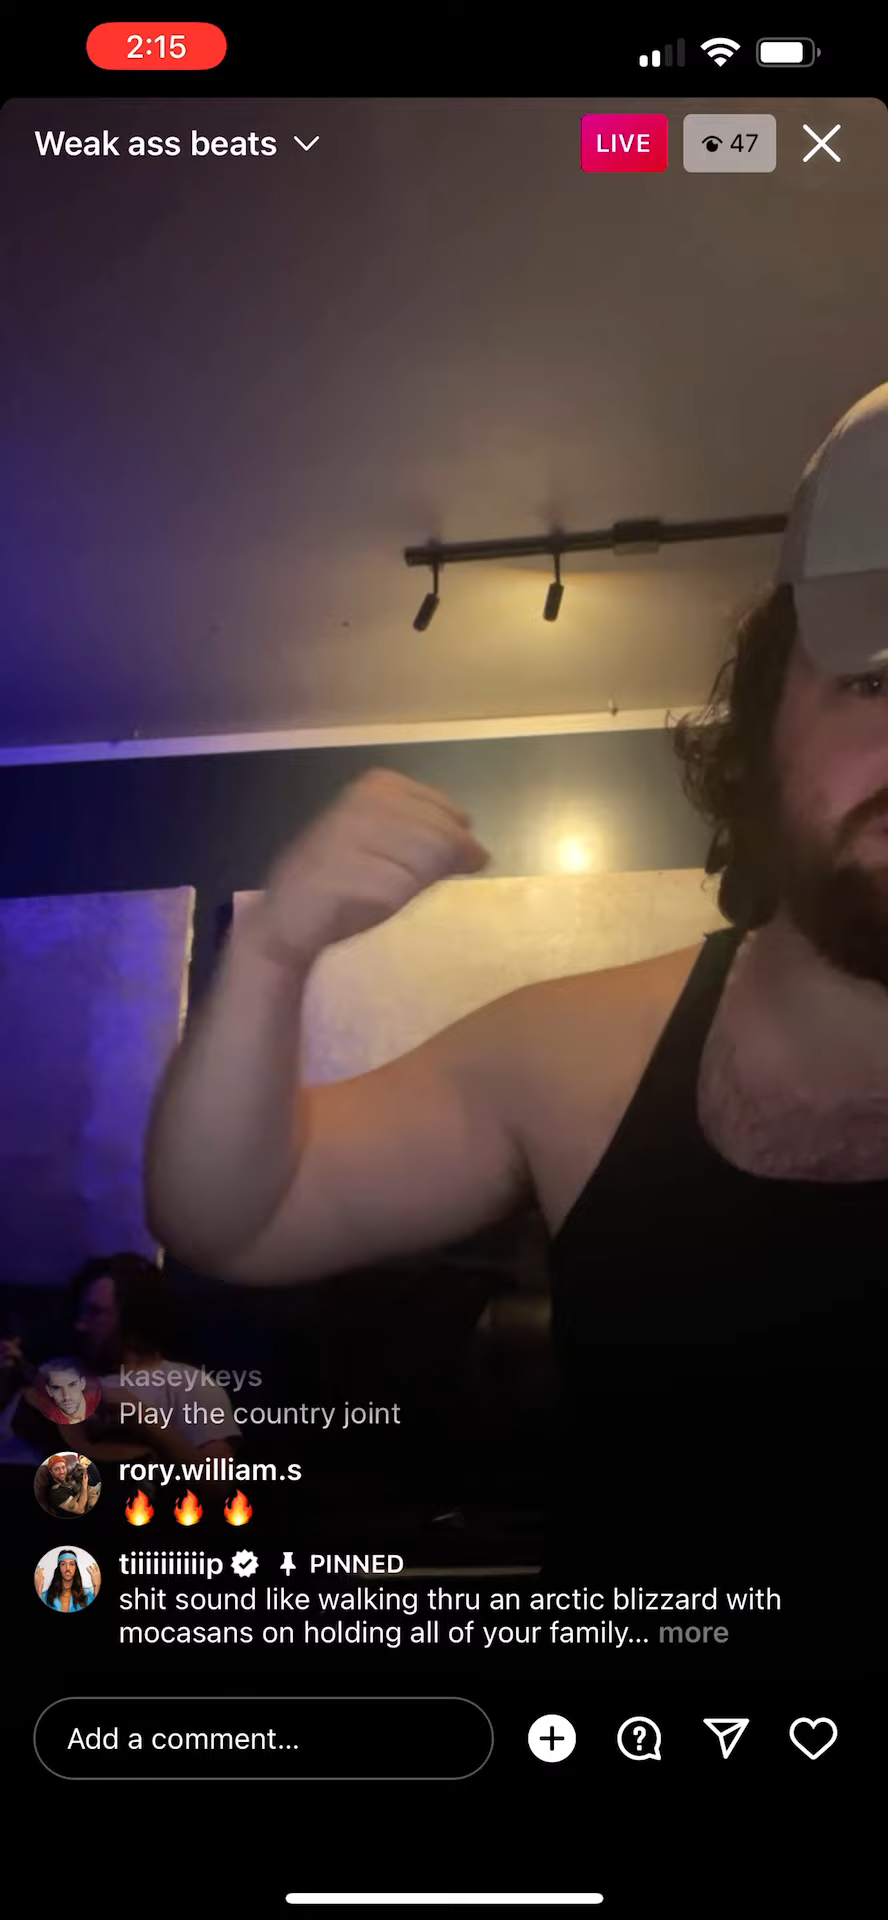 2:15
Weak ass beats
LIVE
47
kaseykeys
Play the country joint
rory.william.s
🔥 🔥 🔥
tiiiiiiiiiip PINNED
shit sound like walking thru an arctic blizzard with
mocasans on holding all of your family... more
Add a comment...